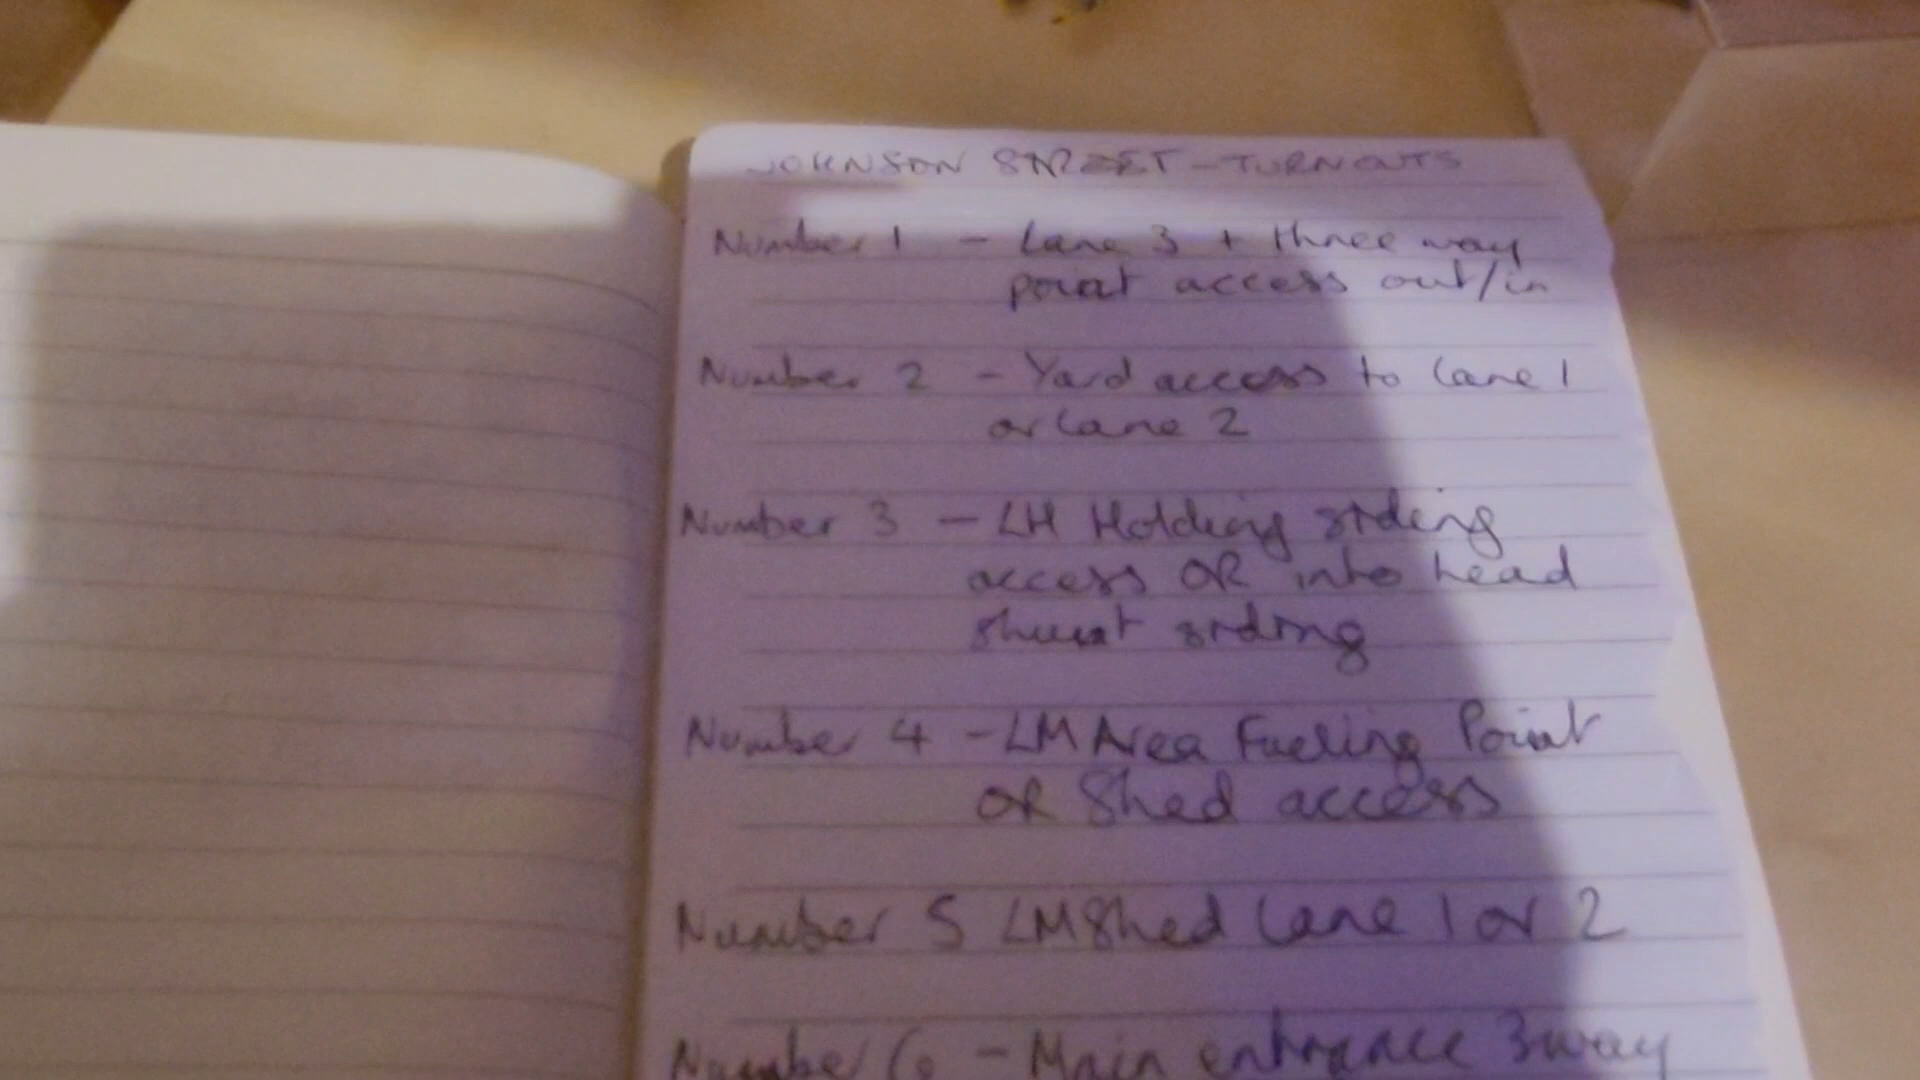 JOHNSON STREET - TURNOUTS
Number 1 - Lane 3 + three way
point access out/in
Number 2 - Yard access to Lane 1
or Lane 2
Number 3 - LH Holding siding
access OR into head
shunt siding
Number 4 - LM Area Fueling Point
OR Shed access
Number 5 LM Shed Lane 1 or 2
Number 6 - Main entrance 3 way